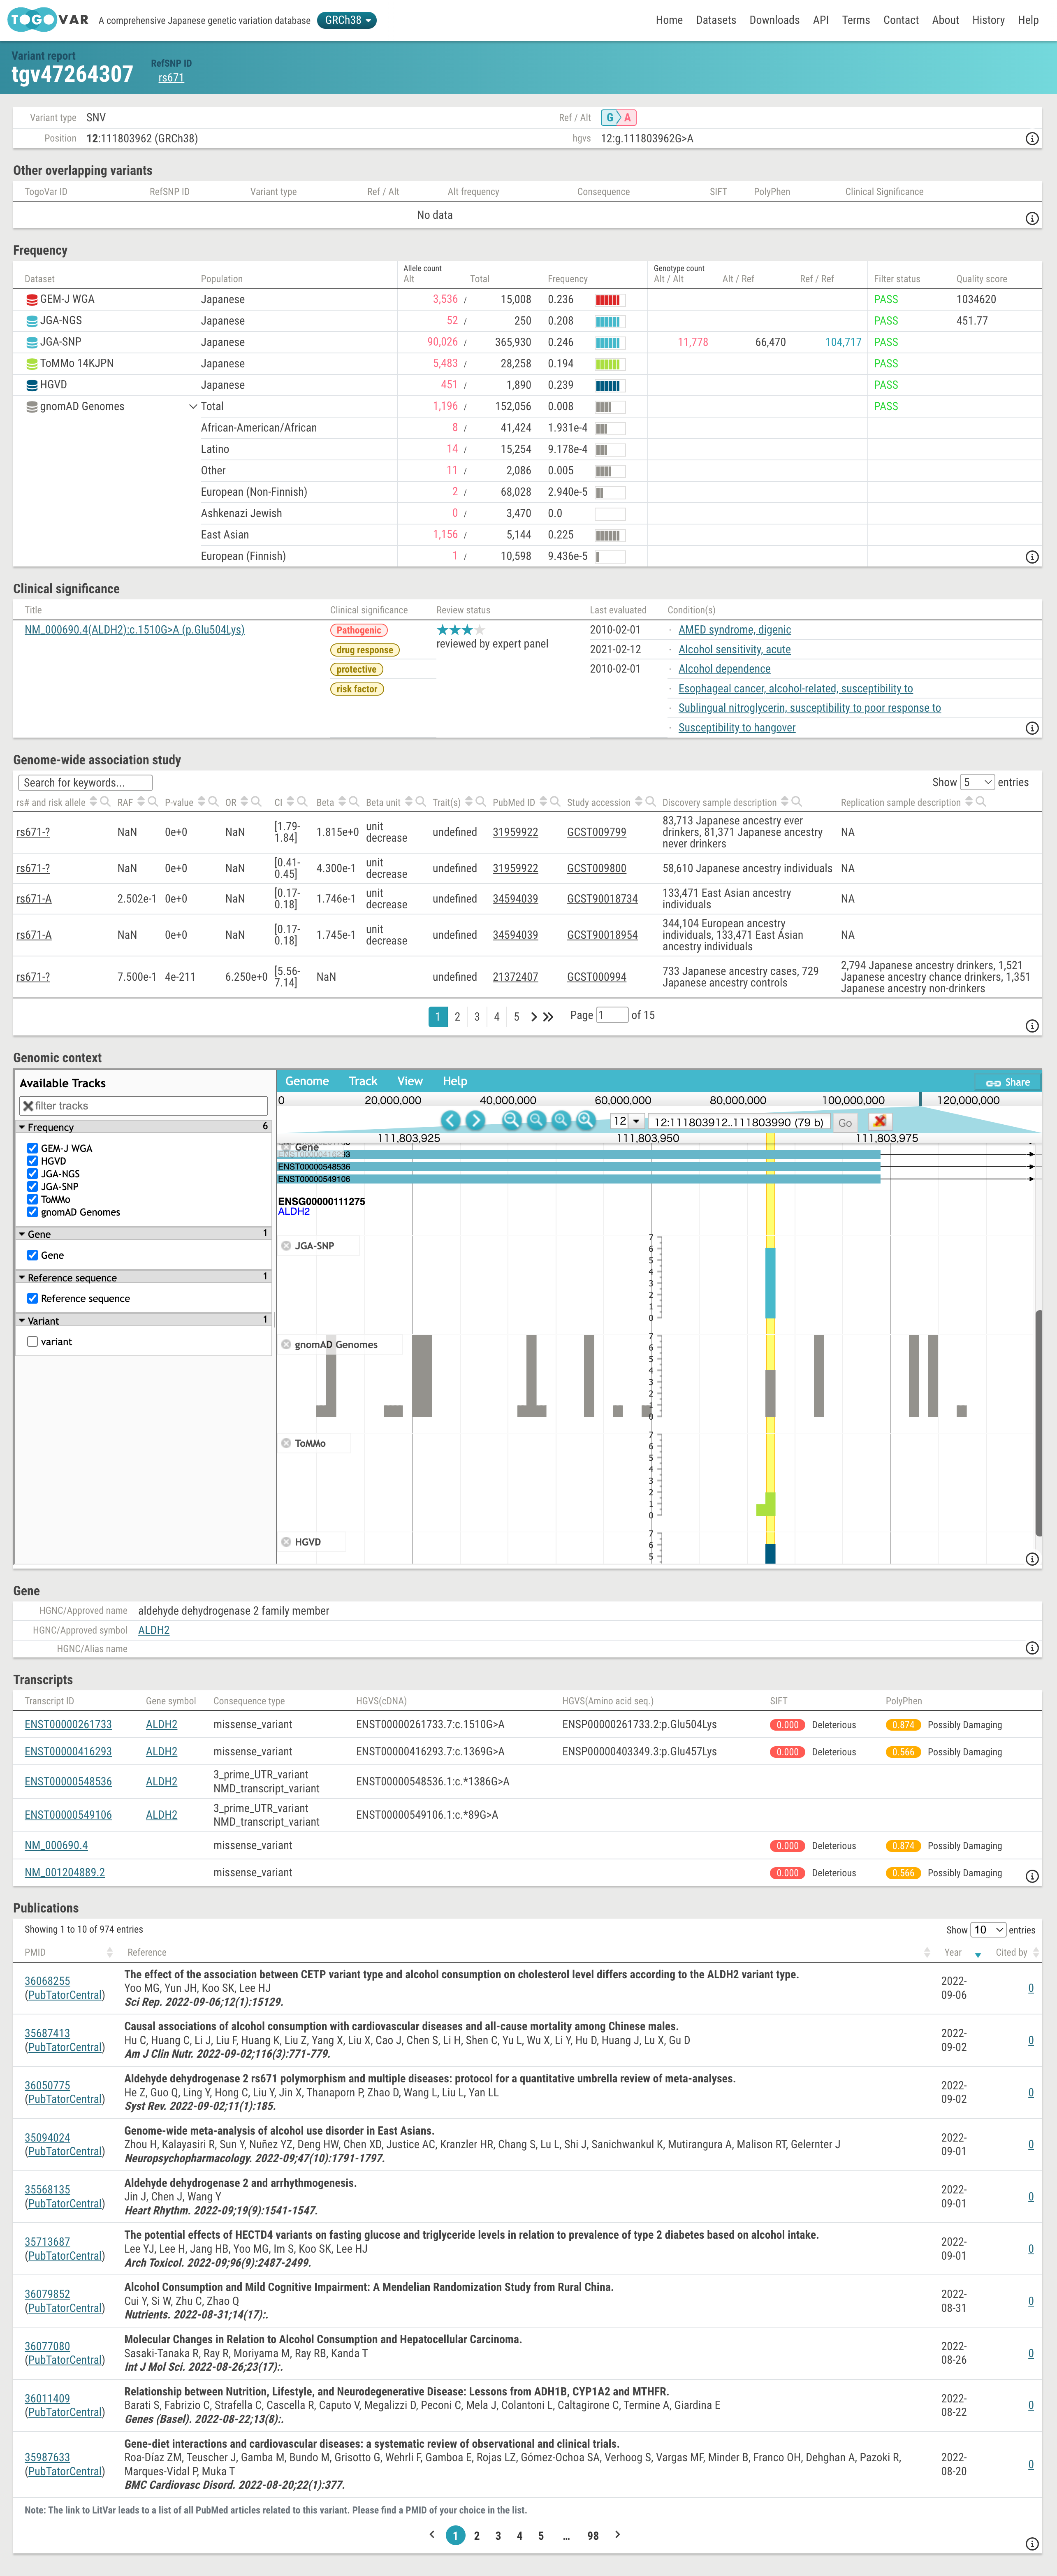 TOGO VAR A comprehensive Japanese genetic variation database GRCh38 Home Datasets Downloads API Terms Contact About History Help
Variant report
tgv47264307
RefSNP ID
rs671
Variant type SNV Ref / Alt G A
Position 12:111803962 (GRCh38) hgvs 12:g.111803962G>A
Other overlapping variants
TogoVar ID RefSNP ID Variant type Ref / Alt Alt frequency Consequence SIFT PolyPhen Clinical Significance
No data
Frequency
Allele count Genotype count
Dataset Population Alt Total Frequency Alt / Alt Alt / Ref Ref / Ref Filter status Quality score
GEM-J WGA Japanese 3,536 / 15,008 0.236 PASS 1034620
JGA-NGS Japanese 52 / 250 0.208 PASS 451.77
JGA-SNP Japanese 90,026 / 365,930 0.246 11,778 66,470 104,717 PASS
ToMMo 14KJPN Japanese 5,483 / 28,258 0.194 PASS
HGVD Japanese 451 / 1,890 0.239 PASS
gnomAD Genomes Total 1,196 / 152,056 0.008 PASS
African-American/African 8 / 41,424 1.931e-4
Latino 14 / 15,254 9.178e-4
Other 11 / 2,086 0.005
European (Non-Finnish) 2 / 68,028 2.940e-5
Ashkenazi Jewish 0 / 3,470 0.0
East Asian 1,156 / 5,144 0.225
European (Finnish) 1 / 10,598 9.436e-5
Clinical significance
Title Clinical significance Review status Last evaluated Condition(s)
NM_000690.4(ALDH2):c.1510G>A (p.Glu504Lys) Pathogenic 2010-02-01 · AMED syndrome, digenic
drug response reviewed by expert panel 2021-02-12 · Alcohol sensitivity, acute
protective 2010-02-01 · Alcohol dependence
risk factor · Esophageal cancer, alcohol-related, susceptibility to
· Sublingual nitroglycerin, susceptibility to poor response to
· Susceptibility to hangover
Genome-wide association study
Search for keywords... Show 5 entries
rs# and risk allele RAF P-value OR CI Beta Beta unit Trait(s) PubMed ID Study accession Discovery sample description Replication sample description
rs671-? NaN 0e+0 NaN [1.79-1.84] 1.815e+0 unit decrease undefined 31959922 GCST009799 83,713 Japanese ancestry ever drinkers, 81,371 Japanese ancestry never drinkers NA
rs671-? NaN 0e+0 NaN [0.41-0.45] 4.300e-1 unit decrease undefined 31959922 GCST009800 58,610 Japanese ancestry individuals NA
rs671-A 2.502e-1 0e+0 NaN [0.17-0.18] 1.746e-1 unit decrease undefined 34594039 GCST90018734 133,471 East Asian ancestry individuals NA
rs671-A NaN 0e+0 NaN [0.17-0.18] 1.745e-1 unit decrease undefined 34594039 GCST90018954 344,104 European ancestry individuals, 133,471 East Asian ancestry individuals NA
rs671-? 7.500e-1 4e-211 6.250e+0 [5.56-7.14] NaN undefined 21372407 GCST000994 733 Japanese ancestry cases, 729 Japanese ancestry controls 2,794 Japanese ancestry drinkers, 1,521 Japanese ancestry chance drinkers, 1,351 Japanese ancestry non-drinkers
1 2 3 4 5 Page 1 of 15
Genomic context
Available Tracks
filter tracks
Frequency 6
GEM-J WGA
HGVD
JGA-NGS
JGA-SNP
ToMMo
gnomAD Genomes
Gene 1
Gene
Reference sequence 1
Reference sequence
Variant 1
variant
Genome Track View Help Share
0 20,000,000 40,000,000 60,000,000 80,000,000 100,000,000 120,000,000
12 12:111803912..111803990 (79 b) Go
111,803,925 111,803,950 111,803,975
Gene
ENST00000548536
ENST00000549106
ENSG00000111275
ALDH2
JGA-SNP
7
6
5
4
3
2
1
0
gnomAD Genomes
7
6
5
4
3
2
1
0
ToMMo
7
6
5
4
3
2
1
0
HGVD
7
6
5
Gene
HGNC/Approved name aldehyde dehydrogenase 2 family member
HGNC/Approved symbol ALDH2
HGNC/Alias name
Transcripts
Transcript ID Gene symbol Consequence type HGVS(cDNA) HGVS(Amino acid seq.) SIFT PolyPhen
ENST00000261733 ALDH2 missense_variant ENST00000261733.7:c.1510G>A ENSP00000261733.2:p.Glu504Lys 0.000 Deleterious 0.874 Possibly Damaging
ENST00000416293 ALDH2 missense_variant ENST00000416293.7:c.1369G>A ENSP00000403349.3:p.Glu457Lys 0.000 Deleterious 0.566 Possibly Damaging
ENST00000548536 ALDH2 3_prime_UTR_variant NMD_transcript_variant ENST00000548536.1:c.*1386G>A
ENST00000549106 ALDH2 3_prime_UTR_variant NMD_transcript_variant ENST00000549106.1:c.*89G>A
NM_000690.4 missense_variant 0.000 Deleterious 0.874 Possibly Damaging
NM_001204889.2 missense_variant 0.000 Deleterious 0.566 Possibly Damaging
Publications
Showing 1 to 10 of 974 entries Show 10 entries
PMID Reference Year Cited by
36068255 (PubTatorCentral) 2022-09-06 0
The effect of the association between CETP variant type and alcohol consumption on cholesterol level differs according to the ALDH2 variant type.
Yoo MG, Yun JH, Koo SK, Lee HJ
Sci Rep. 2022-09-06;12(1):15129.
35687413 (PubTatorCentral) 2022-09-02 0
Causal associations of alcohol consumption with cardiovascular diseases and all-cause mortality among Chinese males.
Hu C, Huang C, Li J, Liu F, Huang K, Liu Z, Yang X, Liu X, Cao J, Chen S, Li H, Shen C, Yu L, Wu X, Li Y, Hu D, Huang J, Lu X, Gu D
Am J Clin Nutr. 2022-09-02;116(3):771-779.
36050775 (PubTatorCentral) 2022-09-02 0
Aldehyde dehydrogenase 2 rs671 polymorphism and multiple diseases: protocol for a quantitative umbrella review of meta-analyses.
He Z, Guo Q, Ling Y, Hong C, Liu Y, Jin X, Thanaporn P, Zhao D, Wang L, Liu L, Yan LL
Syst Rev. 2022-09-02;11(1):185.
35094024 (PubTatorCentral) 2022-09-01 0
Genome-wide meta-analysis of alcohol use disorder in East Asians.
Zhou H, Kalayasiri R, Sun Y, Nuñez YZ, Deng HW, Chen XD, Justice AC, Kranzler HR, Chang S, Lu L, Shi J, Sanichwankul K, Mutirangura A, Malison RT, Gelernter J
Neuropsychopharmacology. 2022-09;47(10):1791-1797.
35568135 (PubTatorCentral) 2022-09-01 0
Aldehyde dehydrogenase 2 and arrhythmogenesis.
Jin J, Chen J, Wang Y
Heart Rhythm. 2022-09;19(9):1541-1547.
35713687 (PubTatorCentral) 2022-09-01 0
The potential effects of HECTD4 variants on fasting glucose and triglyceride levels in relation to prevalence of type 2 diabetes based on alcohol intake.
Lee YJ, Lee H, Jang HB, Yoo MG, Im S, Koo SK, Lee HJ
Arch Toxicol. 2022-09;96(9):2487-2499.
36079852 (PubTatorCentral) 2022-08-31 0
Alcohol Consumption and Mild Cognitive Impairment: A Mendelian Randomization Study from Rural China.
Cui Y, Si W, Zhu C, Zhao Q
Nutrients. 2022-08-31;14(17):.
36077080 (PubTatorCentral) 2022-08-26 0
Molecular Changes in Relation to Alcohol Consumption and Hepatocellular Carcinoma.
Sasaki-Tanaka R, Ray R, Moriyama M, Ray RB, Kanda T
Int J Mol Sci. 2022-08-26;23(17):.
36011409 (PubTatorCentral) 2022-08-22 0
Relationship between Nutrition, Lifestyle, and Neurodegenerative Disease: Lessons from ADH1B, CYP1A2 and MTHFR.
Barati S, Fabrizio C, Strafella C, Cascella R, Caputo V, Megalizzi D, Peconi C, Mela J, Colantoni L, Caltagirone C, Termine A, Giardina E
Genes (Basel). 2022-08-22;13(8):.
35987633 (PubTatorCentral) 2022-08-20 0
Gene-diet interactions and cardiovascular diseases: a systematic review of observational and clinical trials.
Roa-Díaz ZM, Teuscher J, Gamba M, Bundo M, Grisotto G, Wehrli F, Gamboa E, Rojas LZ, Gómez-Ochoa SA, Verhoog S, Vargas MF, Minder B, Franco OH, Dehghan A, Pazoki R,
Marques-Vidal P, Muka T
BMC Cardiovasc Disord. 2022-08-20;22(1):377.
Note: The link to LitVar leads to a list of all PubMed articles related to this variant. Please find a PMID of your choice in the list.
1 2 3 4 5 ... 98